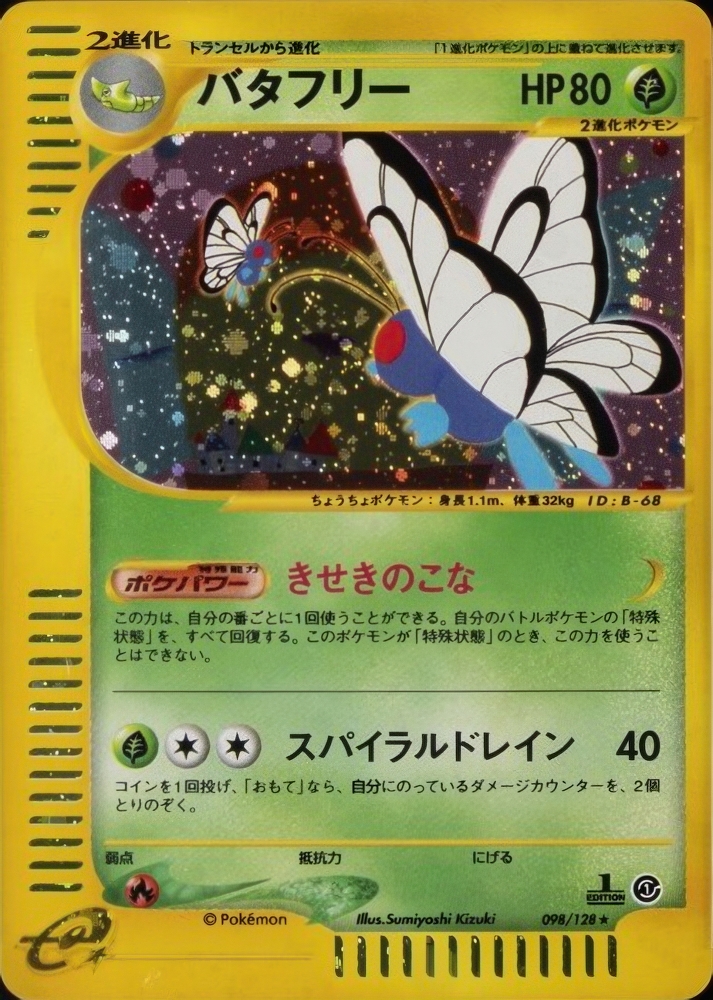 2進化
トランセルから進化
「1進化ポケモン」の上に重ねて進化させます。
バタフリー
HP80
2進化ポケモン
ちょうちょポケモン:身長1.1m、体重32kg ID:B-68
特殊能力
ポケパワー
きせきのこな
この力は、自分の番ごとに1回使うことができる。自分のバトルポケモンの「特殊
状態」を、すべて回復する。このポケモンが「特殊状態」のとき、この力を使うこ
とはできない。
スパイラルドレイン 40
コインを1回投げ、「おもて」なら、自分にのっているダメージカウンターを、2個
とりのぞく。
弱点 抵抗力 にげる
1
EDITION
©Pokémon
Illus.Sumiyoshi Kizuki
098/128★
e